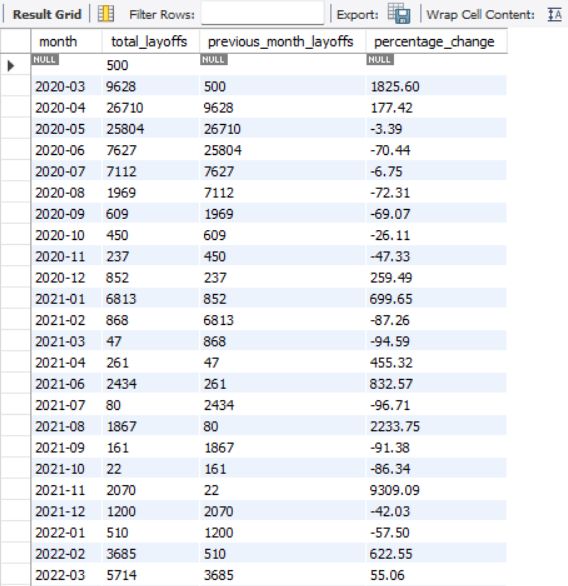 Result Grid Filter Rows: Export: Wrap Cell Content: IA
month total_layoffs previous_month_layoffs percentage_change
NULL 500 NULL NULL
2020-03 9628 500 1825.60
2020-04 26710 9628 177.42
2020-05 25804 26710 -3.39
2020-06 7627 25804 -70.44
2020-07 7112 7627 -6.75
2020-08 1969 7112 -72.31
2020-09 609 1969 -69.07
2020-10 450 609 -26.11
2020-11 237 450 -47.33
2020-12 852 237 259.49
2021-01 6813 852 699.65
2021-02 868 6813 -87.26
2021-03 47 868 -94.59
2021-04 261 47 455.32
2021-06 2434 261 832.57
2021-07 80 2434 -96.71
2021-08 1867 80 2233.75
2021-09 161 1867 -91.38
2021-10 22 161 -86.34
2021-11 2070 22 9309.09
2021-12 1200 2070 -42.03
2022-01 510 1200 -57.50
2022-02 3685 510 622.55
2022-03 5714 3685 55.06